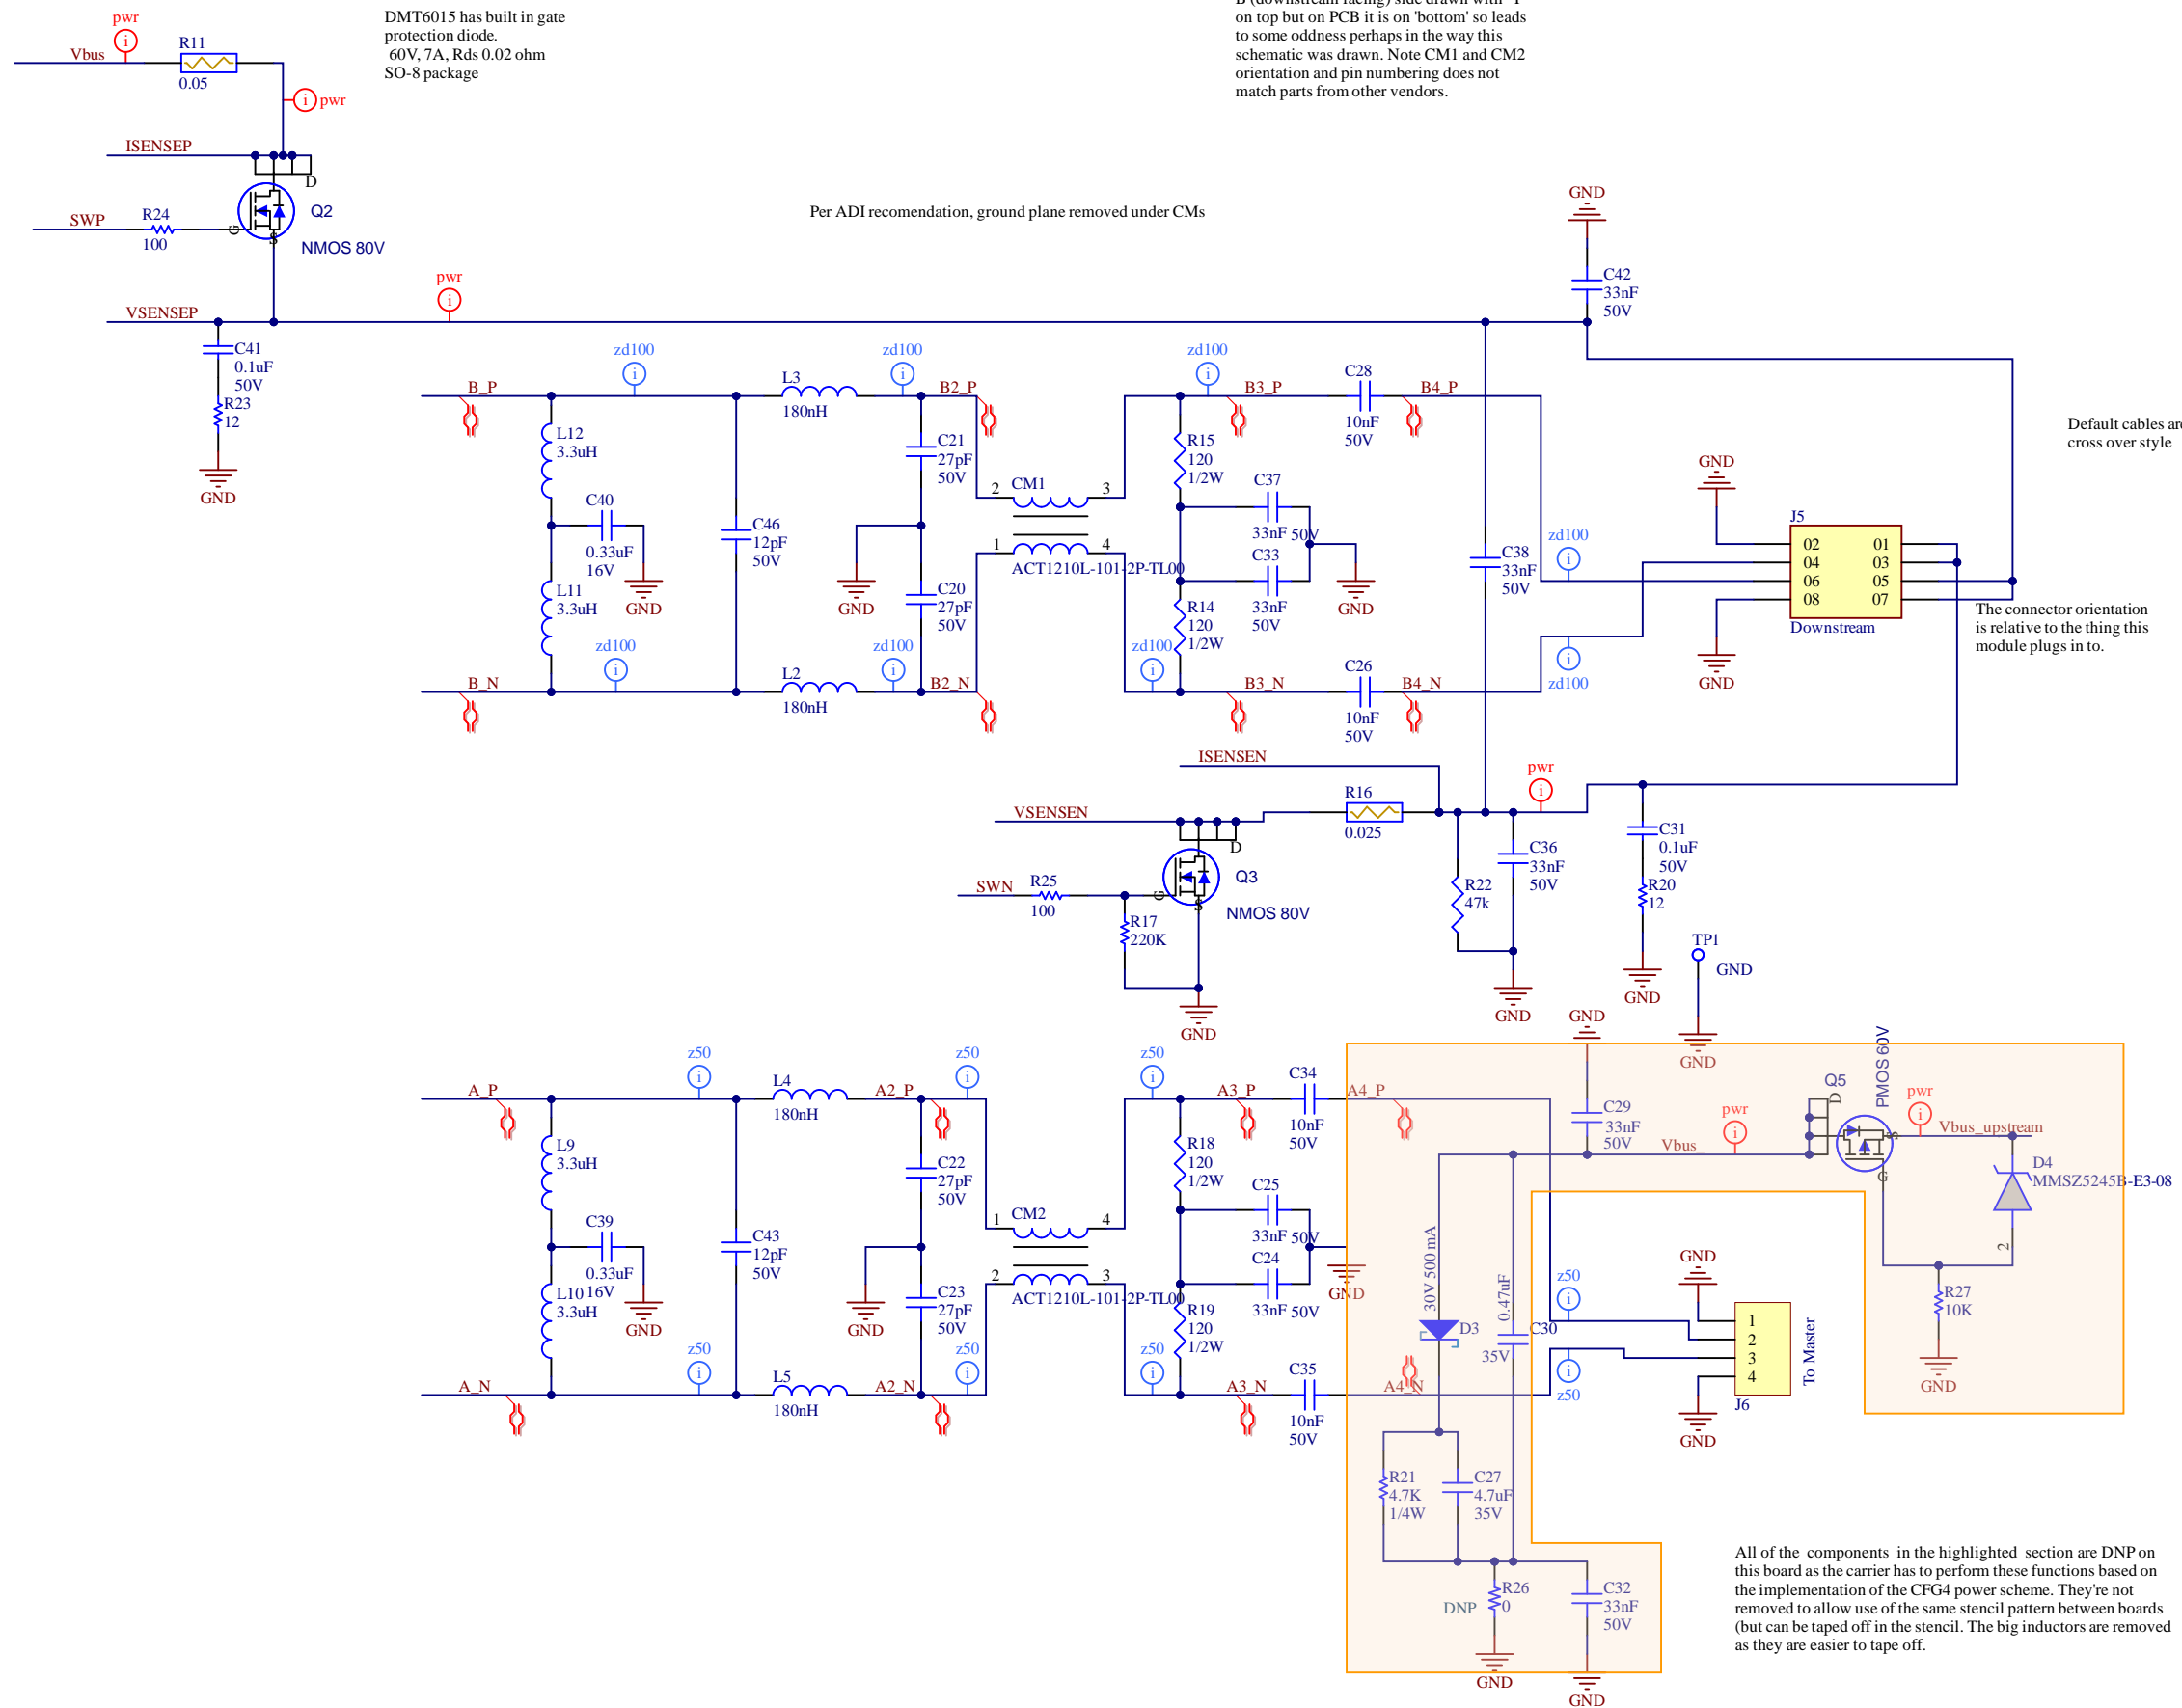 DMT6015 has built in gate
protection diode.
60V, 7A, Rds 0.02 ohm
SO-8 package
on top but on PCB it is on 'bottom' so leads
to some oddness perhaps in the way this
schematic was drawn. Note CM1 and CM2
orientation and pin numbering does not
match parts from other vendors.
pwr
i
Vbus
R11
0.05
i pwr
ISENSEP
D
Q2
SWP
R24
100
G
S
NMOS 80V
Per ADI recomendation, ground plane removed under CMs
GND
C42
33nF
50V
pwr
i
VSENSEP
C41
0.1uF
50V
R23
12
GND
zd100
i
zd100
i
zd100
i
B_P
L3
180nH
B2_P
B3_P
C28
10nF
50V
B4_P
Default cables are
cross over style
L12
3.3uH
C40
0.33uF
16V
GND
L11
3.3uH
C46
12pF
50V
C21
27pF
50V
GND
C20
27pF
50V
2
CM1
3
1
4
ACT1210L-101-2P-TL00
R15
120
1/2W
C37
33nF 50V
C33
33nF
50V
GND
R14
120
1/2W
C38
33nF
50V
zd100
i
GND
J5
02 01
04 03
06 05
08 07
Downstream
GND
The connector orientation
is relative to the thing this
module plugs in to.
zd100
i
zd100
i
zd100
i
i
zd100
B_N
L2
180nH
B2_N
B3_N
C26
10nF
50V
B4_N
ISENSEN
pwr
i
VSENSEN
R16
0.025
D
Q3
SWN
R25
100
G
S
NMOS 80V
R17
220K
GND
R22
47k
C36
33nF
50V
GND
C31
0.1uF
50V
R20
12
GND
TP1
GND
GND
z50
i
z50
i
z50
i
A_P
L4
180nH
A2_P
A3_P
C34
10nF
50V
A4_P
GND
C29
33nF
50V
Vbus_
pwr
i
Q5
D
PMOS 60V
S
G
pwr
i
Vbus_upstream
D4
MMSZ5245B-E3-08
2
R27
10K
GND
L9
3.3uH
C39
0.33uF
16V
GND
L10
3.3uH
C43
12pF
50V
C22
27pF
50V
GND
C23
27pF
50V
1
CM2
4
2
3
ACT1210L-101-2P-TL00
R18
120
1/2W
C25
33nF 50V
C24
33nF 50V
GND
R19
120
1/2W
30V 500 mA
D3
0.47uF
C30
35V
z50
i
GND
1
2
3
4
To Master
J6
GND
i
z50
z50
i
z50
i
z50
i
A_N
L5
180nH
A2_N
A3_N
C35
10nF
50V
A4_N
R21
4.7K
1/4W
C27
4.7uF
35V
DNP
R26
0
GND
C32
33nF
50V
GND
All of the components in the highlighted section are DNP on
this board as the carrier has to perform these functions based on
the implementation of the CFG4 power scheme. They're not
removed to allow use of the same stencil pattern between boards
(but can be taped off in the stencil. The big inductors are removed
as they are easier to tape off.